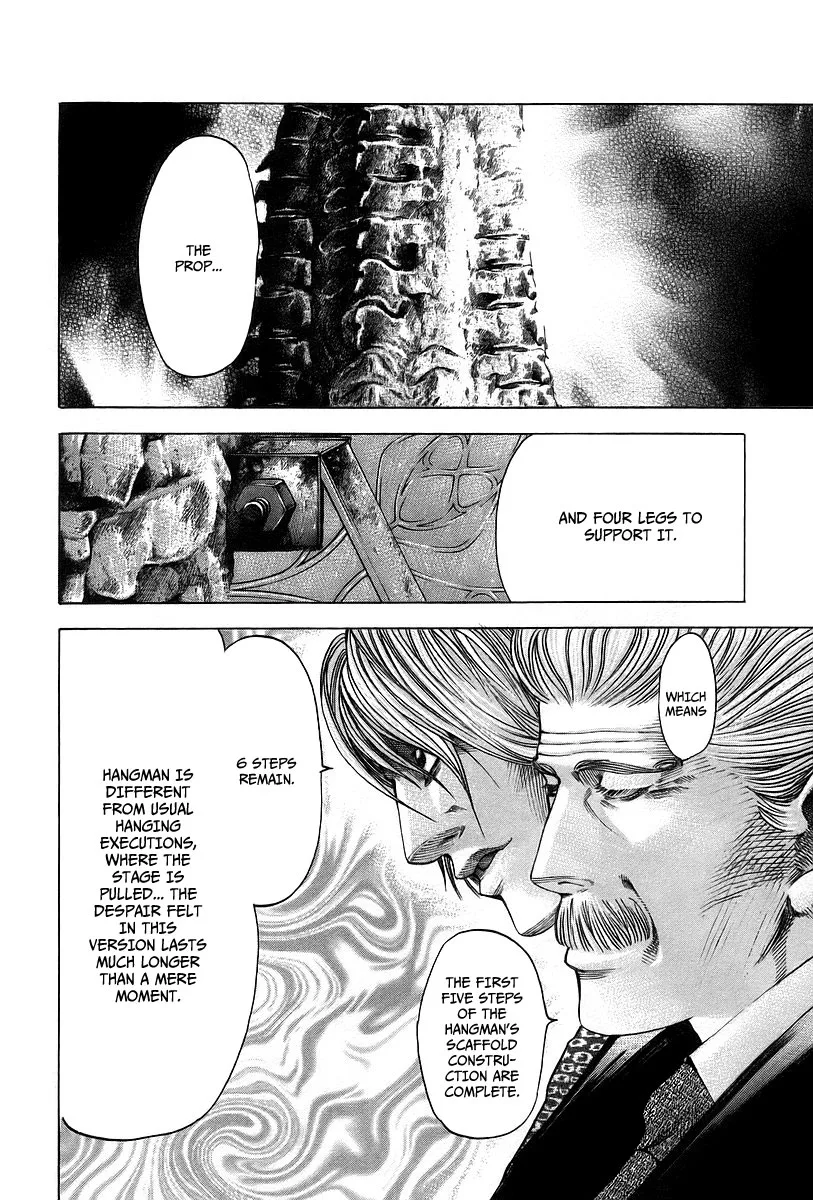 THE
PROP...
AND FOUR LEGS TO
SUPPORT IT.
WHICH
MEANS
THE FIRST
FIVE STEPS
OF THE
HANGMAN'S
SCAFFOLD
CONSTRU-
CTION ARE
COMPLETE.
6 STEPS
REMAIN.
HANGMAN IS
DIFFERENT
FROM USUAL
HANGING
EXECUTIONS,
WHERE THE
STAGE IS
PULLED... THE
DESPAIR FELT
IN THIS
VERSION LASTS
MUCH LONGER
THAN A MERE
MOMENT.